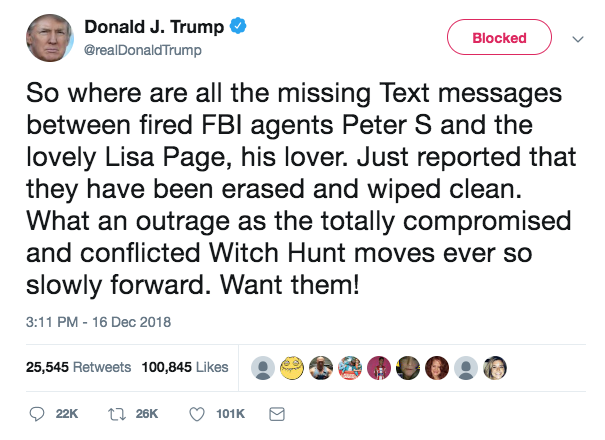 Donald J. Trump
Blocked
@realDonaldTrump
So where are all the missing Text messages
between fired FBI agents Peter S and the
lovely Lisa Page, his lover. Just reported that
they have been erased and wiped clean.
What an outrage as the totally compromised
and conflicted Witch Hunt moves ever so
slowly forward. Want them!
3:11 PM - 16 Dec 2018
25,545 Retweets 100,845 Likes
22K 26K 101K